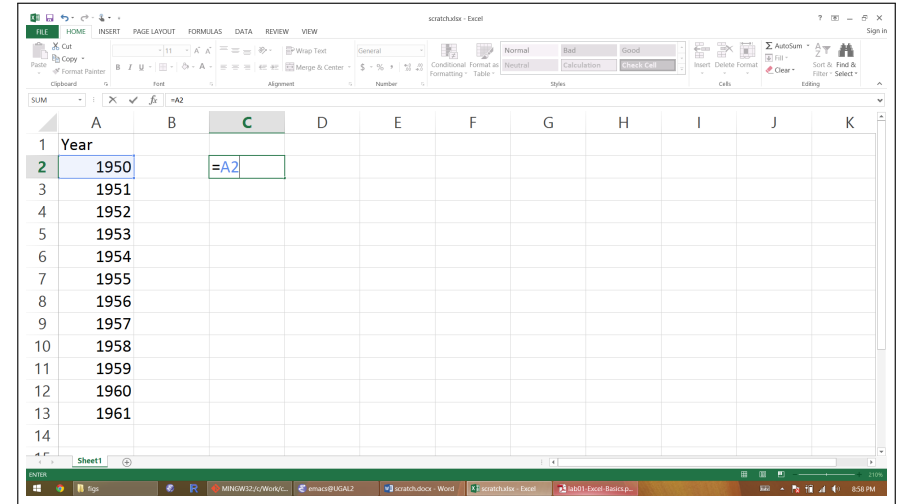 scratch.xlsx - Excel
? 
FILE HOME INSERT PAGE LAYOUT FORMULAS DATA REVIEW VIEW Sign in
Cut
Copy
Format Painter
Paste
Clipboard
11 A A
B I U A
Font
Wrap Text
Merge & Center
Alignment
General
$ % ,
Number
Conditional Formatting
Format as Table
Normal Bad Good
Neutral Calculation Check Cell
Styles
Insert Delete Format
Cells
AutoSum
Fill
Clear
Sort & Filter
Find & Select
Editing
SUM fx =A2
A B C D E F G H I J K
1 Year
2 1950 =A2
3 1951
4 1952
5 1953
6 1954
7 1955
8 1956
9 1957
10 1958
11 1959
12 1960
13 1961
14
15
Sheet1
ENTER 210%
figs R MINGW32:/c/Work/c... emacs@UGAL2 scratch.docx - Word scratch.xlsx - Excel lab01-Excel-Basics.p... 8:58 PM